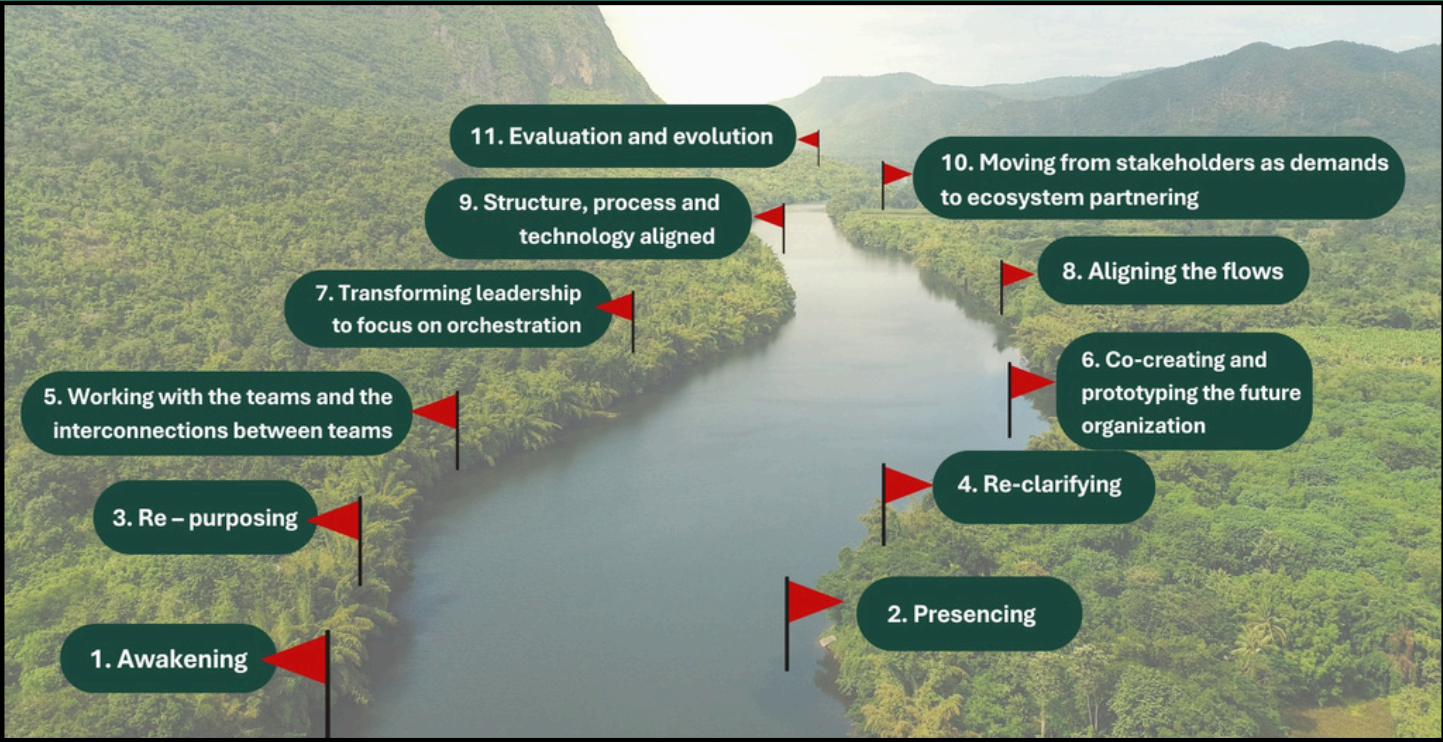 1. Awakening
2. Presencing
3. Re – purposing
4. Re-clarifying
5. Working with the teams and the
interconnections between teams
6. Co-creating and
prototyping the future
organization
7. Transforming leadership
to focus on orchestration
8. Aligning the flows
9. Structure, process and
technology aligned
10. Moving from stakeholders as demands
to ecosystem partnering
11. Evaluation and evolution